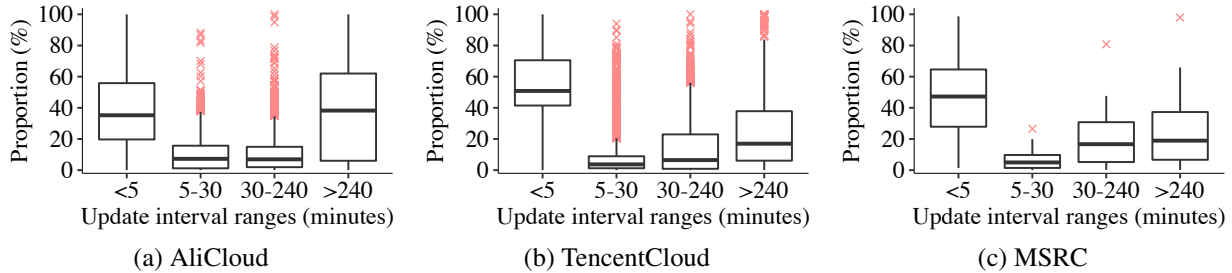 Proportion (%)
100
80
60
40
20
0
<5 5-30 30-240 >240
Update interval ranges (minutes)
(a) AliCloud
Proportion (%)
100
80
60
40
20
0
<5 5-30 30-240 >240
Update interval ranges (minutes)
(b) TencentCloud
Proportion (%)
100
80
60
40
20
0
<5 5-30 30-240 >240
Update interval ranges (minutes)
(c) MSRC